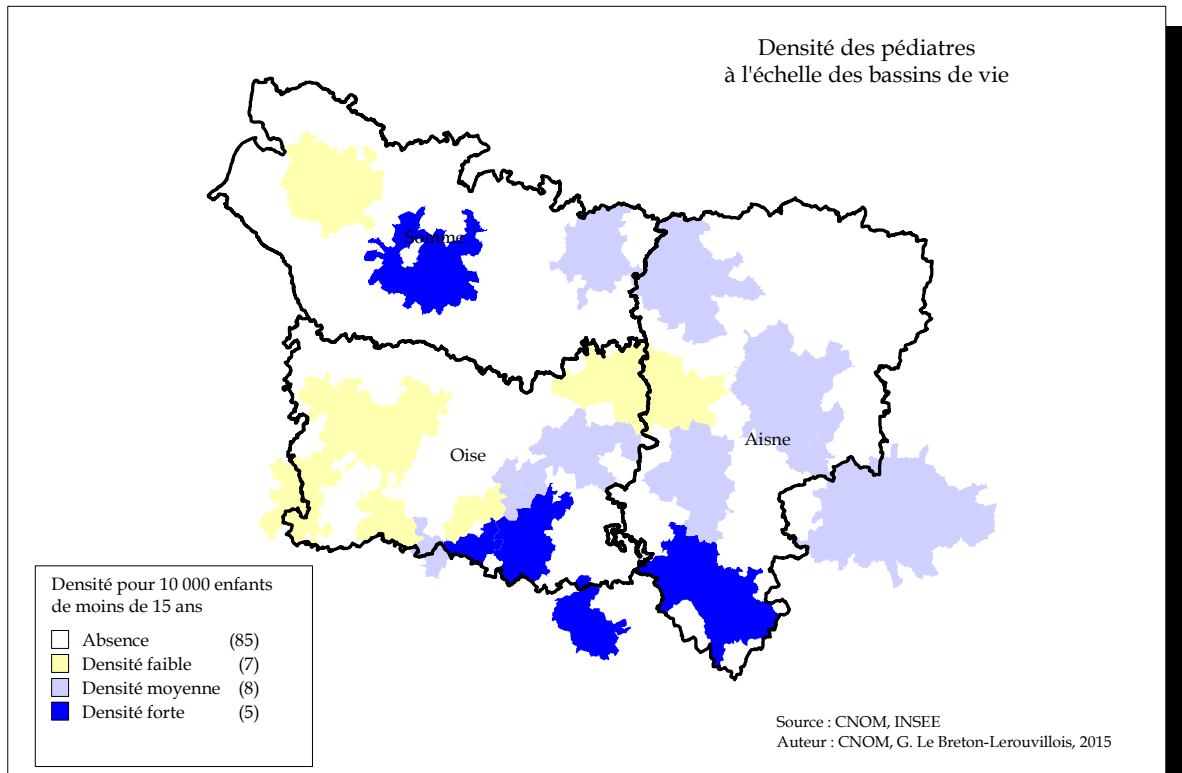 Densité des pédiatres
à l'échelle des bassins de vie
Somme
Oise
Aisne
Densité pour 10 000 enfants
de moins de 15 ans
Absence (85)
Densité faible (7)
Densité moyenne (8)
Densité forte (5)
Source : CNOM, INSEE
Auteur : CNOM, G. Le Breton-Lerouvillois, 2015